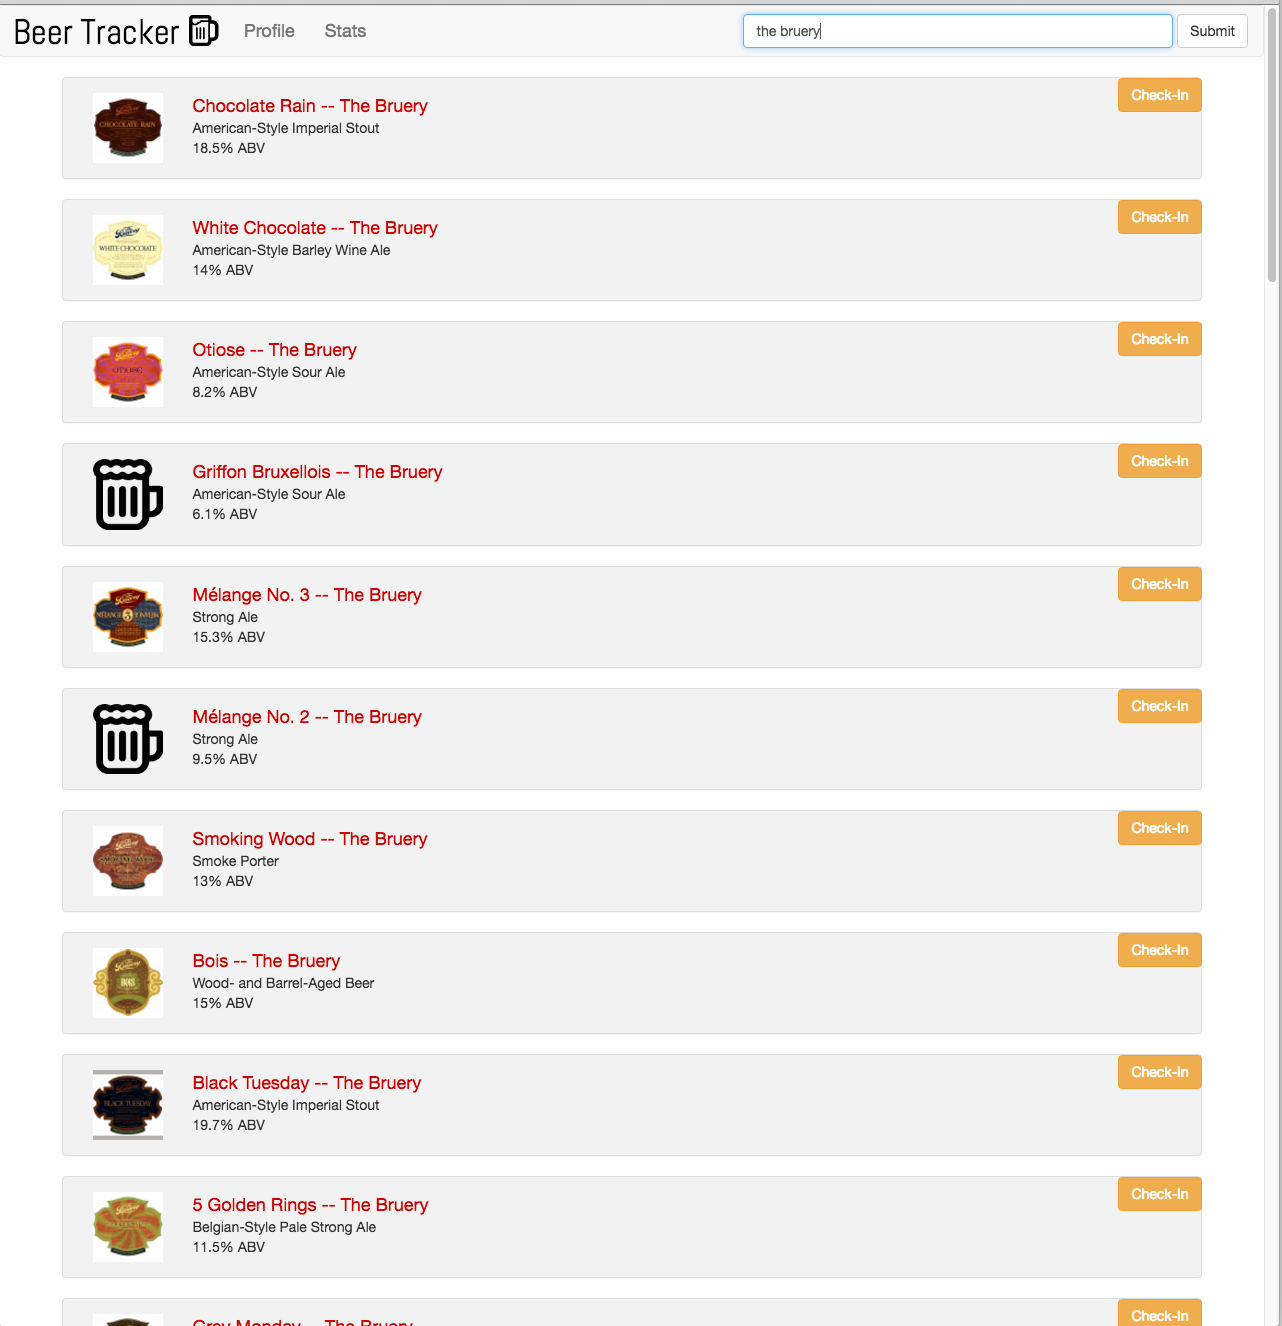 Beer Tracker Profile Stats the bruery Submit
Chocolate Rain -- The Bruery Check-In
American-Style Imperial Stout
18.5% ABV
CHOCOLATE RAIN
White Chocolate -- The Bruery Check-In
American-Style Barley Wine Ale
14% ABV
WHITE CHOCOLATE
Otiose -- The Bruery Check-In
American-Style Sour Ale
8.2% ABV
OTIOSE
Griffon Bruxellois -- The Bruery Check-In
American-Style Sour Ale
6.1% ABV
Mélange No. 3 -- The Bruery Check-In
Strong Ale
15.3% ABV
Mélange No. 2 -- The Bruery Check-In
Strong Ale
9.5% ABV
Smoking Wood -- The Bruery Check-In
Smoke Porter
13% ABV
Bois -- The Bruery Check-In
Wood- and Barrel-Aged Beer
15% ABV
BOIS
Black Tuesday -- The Bruery Check-In
American-Style Imperial Stout
19.7% ABV
BLACK TUESDAY
5 Golden Rings -- The Bruery Check-In
Belgian-Style Pale Strong Ale
11.5% ABV
Grey Monday -- The Bruery Check-In